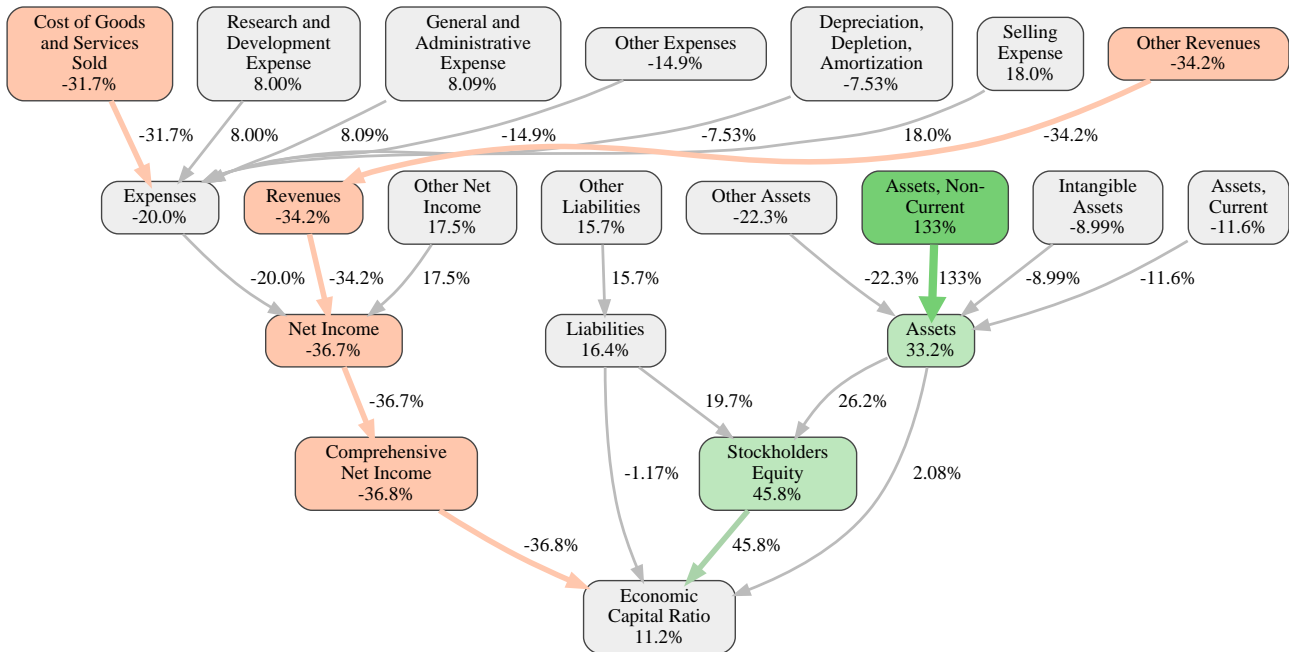 Cost of Goods
and Services
Sold
-31.7%
Research and
Development
Expense
8.00%
General and
Administrative
Expense
8.09%
Other Expenses
-14.9%
Depreciation,
Depletion,
Amortization
-7.53%
Selling
Expense
18.0%
Other Revenues
-34.2%
-31.7%
8.00%
8.09%
-14.9%
-7.53%
18.0%
-34.2%
Expenses
-20.0%
Revenues
-34.2%
Other Net
Income
17.5%
Other
Liabilities
15.7%
Other Assets
-22.3%
Assets, Non-
Current
133%
Intangible
Assets
-8.99%
Assets,
Current
-11.6%
-20.0%
-34.2%
17.5%
15.7%
-22.3%
133%
-8.99%
-11.6%
Net Income
-36.7%
Liabilities
16.4%
Assets
33.2%
-36.7%
19.7%
26.2%
Comprehensive
Net Income
-36.8%
-1.17%
Stockholders
Equity
45.8%
2.08%
-36.8%
45.8%
Economic
Capital Ratio
11.2%